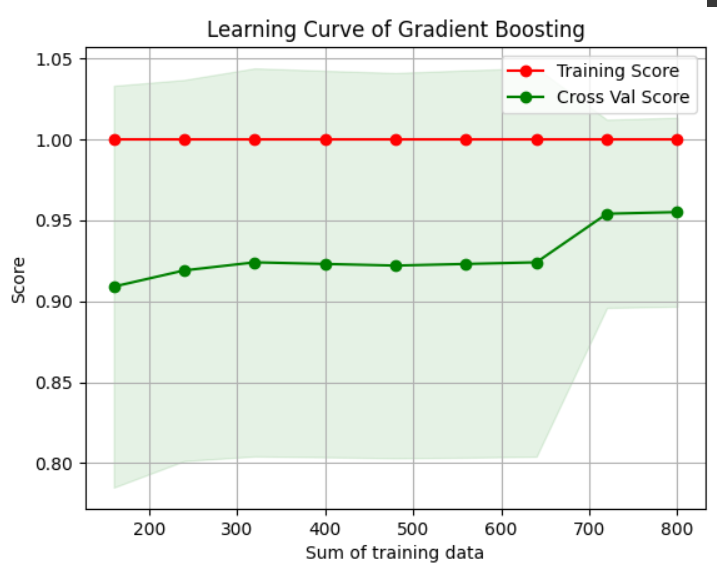 Learning Curve of Gradient Boosting
Training Score
Cross Val Score
1.05
1.00
0.95
0.90
0.85
0.80
Score
200 300 400 500 600 700 800
Sum of training data